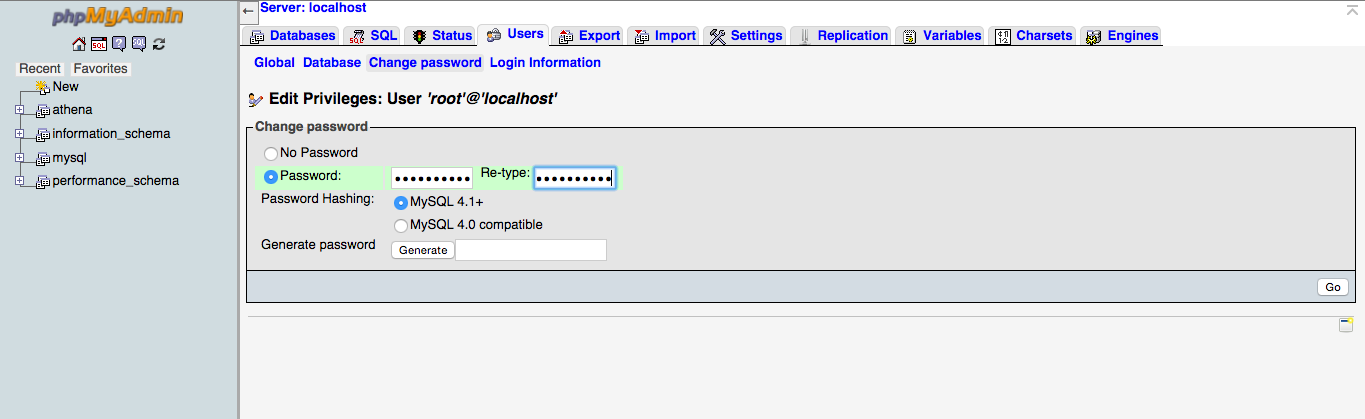 phpMyAdmin
Recent Favorites
New
athena
information_schema
mysql
performance_schema
Server: localhost
Databases SQL Status Users Export Import Settings Replication Variables Charsets Engines
Global Database Change password Login Information
Edit Privileges: User 'root'@'localhost'
Change password
No Password
Password: •••••••••• Re-type: ••••••••••
Password Hashing: MySQL 4.1+
MySQL 4.0 compatible
Generate password Generate
Go